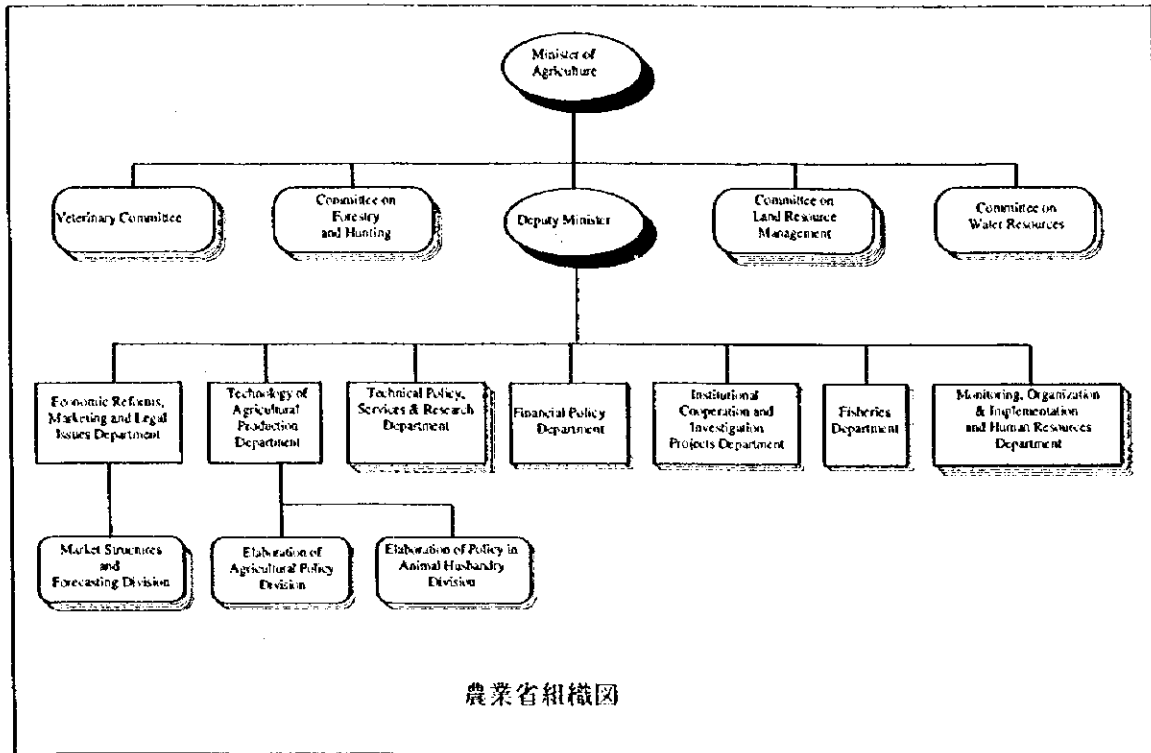 Minister of
Agriculture
Veterinary Committee
Committee on
Forestry
and Hunting
Deputy Minister
Committee on
Land Resource
Management
Committee on
Water Resources
Economic Reforms,
Marketing and Legal
Issues Department
Technology of
Agricultural
Production
Department
Technical Policy,
Services & Research
Department
Financial Policy
Department
Institutional
Cooperation and
Investigation
Projects Department
Fisheries
Department
Monitoring, Organization
& Implementation
and Human Resources
Department
Market Structures
and
Forecasting Division
Elaboration of
Agricultural Policy
Division
Elaboration of Policy in
Animal Husbandry
Division
農業省組織図